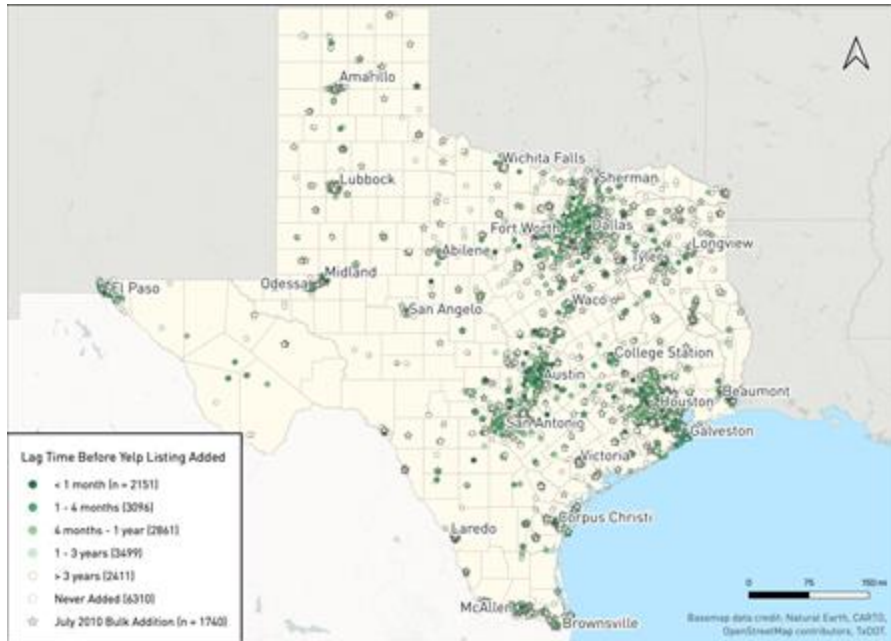 Amarillo
Wichita Falls
Lubbock
Sherman
Fort Worth
Dallas
Abilene
Tyler
Longview
El Paso
Odessa
Midland
Waco
San Angelo
College Station
Austin
Beaumont
Houston
San Antonio
Galveston
Victoria
Lag Time Before Yelp Listing Added
< 1 month (n = 2151)
1 - 4 months (3096)
4 months - 1 year (2861)
1 - 3 years (3499)
> 3 years (2411)
Never Added (6310)
July 2010 Bulk Addition (n = 1740)
Laredo
Corpus Christi
McAllen
Brownsville
0 75 150 mi
Basemap data credit: Natural Earth, CARTO,
OpenStreetMap contributors, TxDOT.